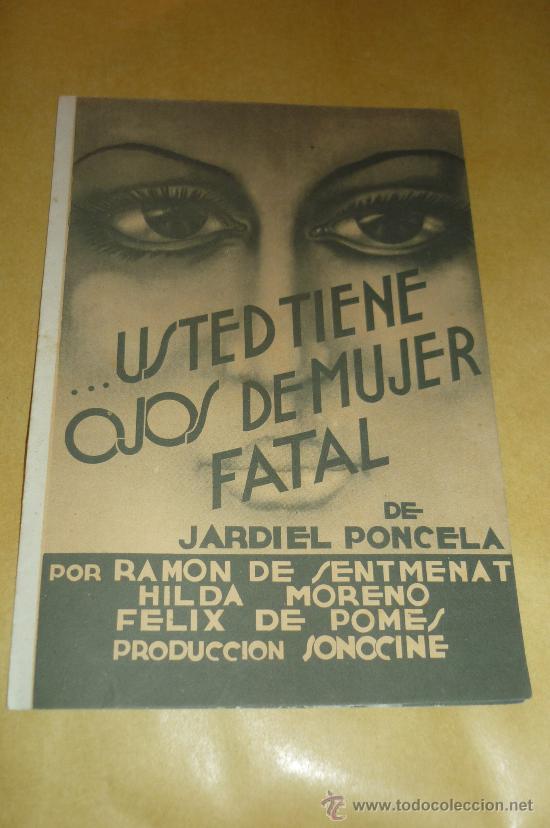 ...USTED TIENE
OJOS DE MUJER
FATAL
DE
JARDIEL PONCELA
POR RAMON DE SENTMENAT
HILDA MORENO
FELIX DE POMES
PRODUCCION SONOCINE
www.todocoleccion.net